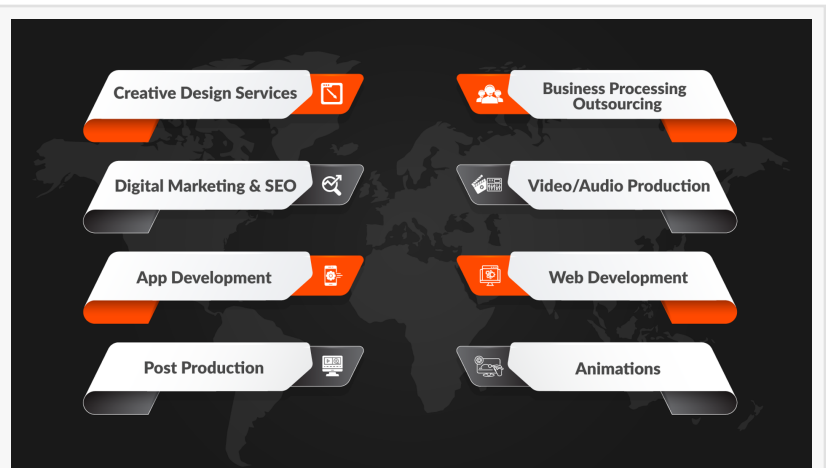 Creative Design Services
Business Processing
Outsourcing
Digital Marketing & SEO
Video/Audio Production
App Development
Web Development
Post Production
Animations